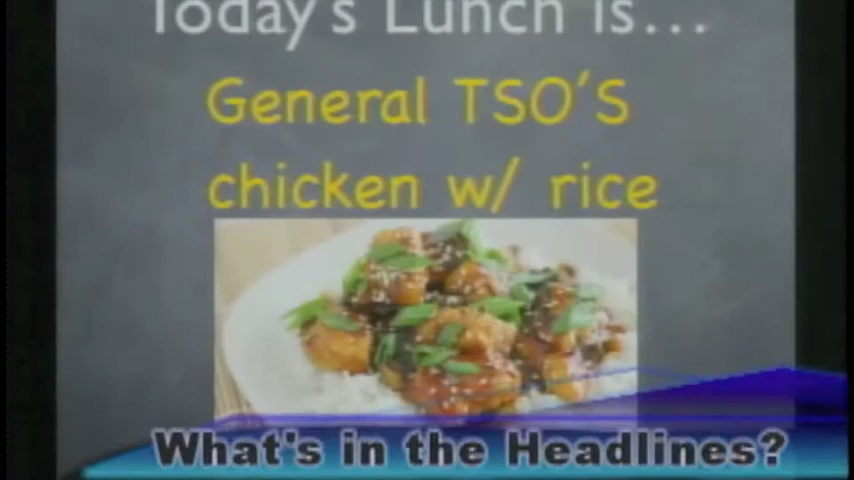 Today's Lunch is...
General TSO'S
chicken w/ rice
What's in the Headlines?